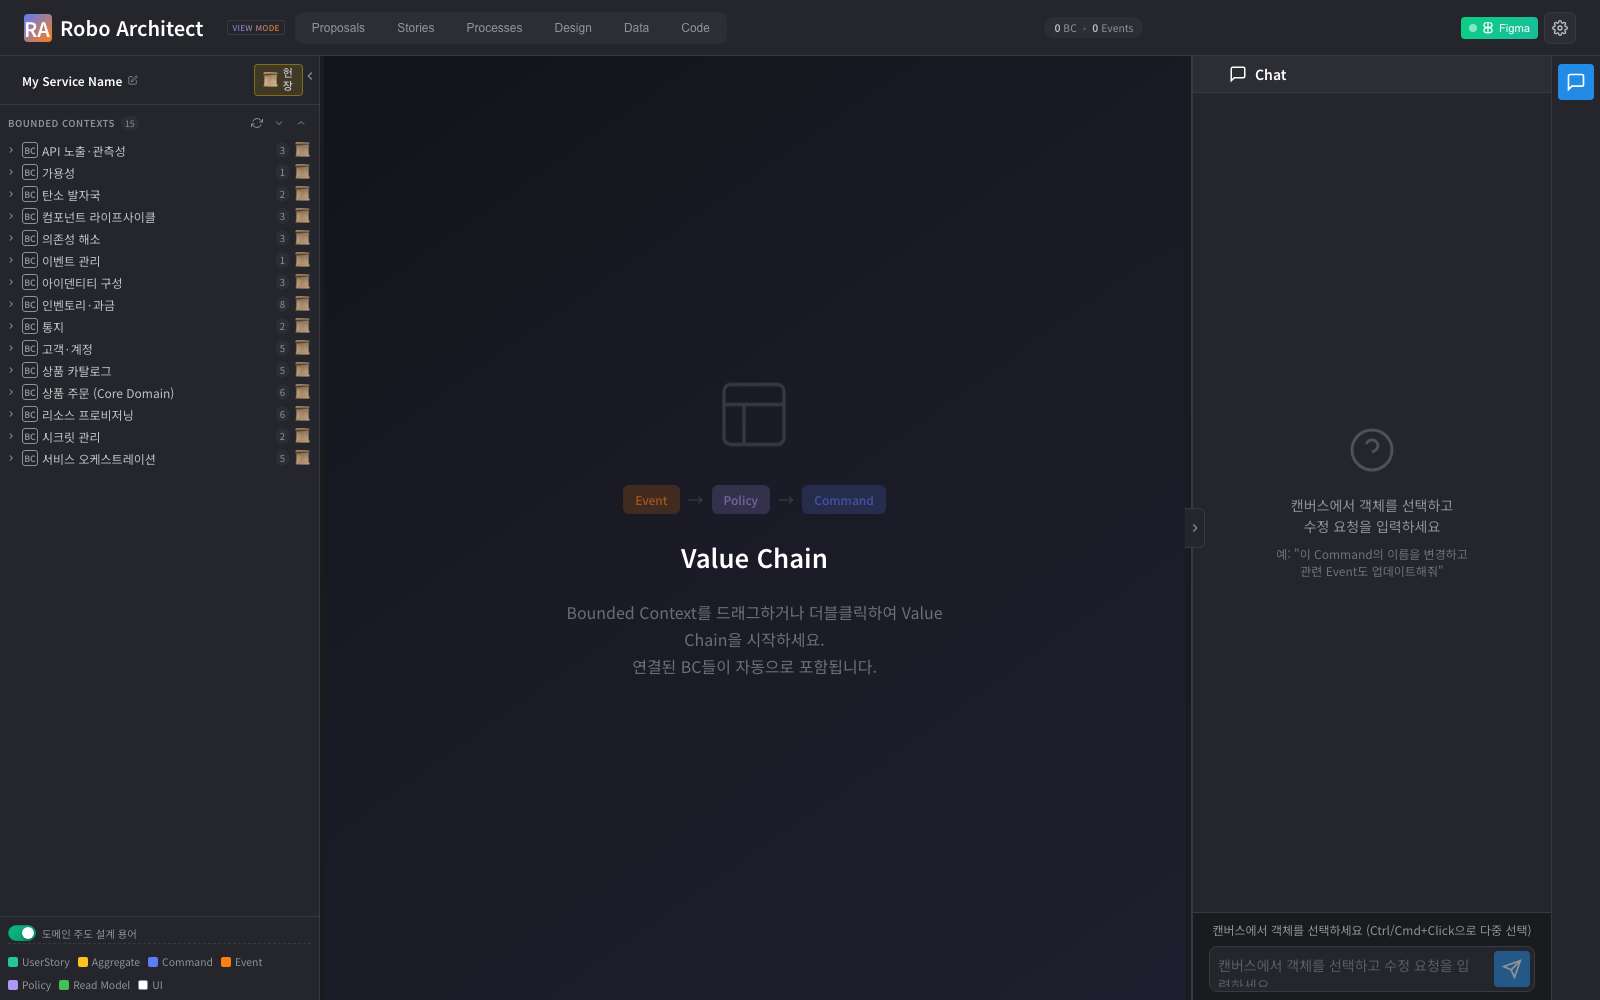 RA Robo Architect VIEW MODE Proposals Stories Processes Design Data Code 0 BC • 0 Events Figma
My Service Name 현장
BOUNDED CONTEXTS 15
BC API 노출·관측성 3
BC 가용성 1
BC 탄소 발자국 2
BC 컴포넌트 라이프사이클 3
BC 의존성 해소 3
BC 이벤트 관리 1
BC 아이덴티티 구성 3
BC 인벤토리·과금 8
BC 통지 2
BC 고객·계정 5
BC 상품 카탈로그 5
BC 상품 주문 (Core Domain) 6
BC 리소스 프로비저닝 6
BC 시크릿 관리 2
BC 서비스 오케스트레이션 5
도메인 주도 설계 용어
UserStory Aggregate Command Event
Policy Read Model UI
Event → Policy → Command
Value Chain
Bounded Context를 드래그하거나 더블클릭하여 Value
Chain을 시작하세요.
연결된 BC들이 자동으로 포함됩니다.
Chat
캔버스에서 객체를 선택하고
수정 요청을 입력하세요
예: "이 Command의 이름을 변경하고
관련 Event도 업데이트해줘"
캔버스에서 객체를 선택하세요 (Ctrl/Cmd+Click으로 다중 선택)
캔버스에서 객체를 선택하고 수정 요청을 입
력하세요